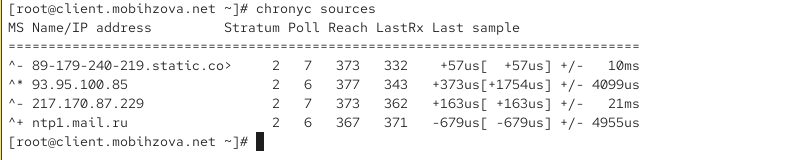 [root@client.mobihzova.net ~]# chronyc sources
MS Name/IP address         Stratum Poll Reach LastRx Last sample
===============================================================================
^- 89-179-240-219.static.co>     2   7   373   332    +57us[  +57us] +/-   10ms
^* 93.95.100.85                  2   6   377   343   +373us[+1754us] +/- 4099us
^- 217.170.87.229                2   7   373   362   +163us[ +163us] +/-   21ms
^+ ntp1.mail.ru                  2   6   367   371   -679us[ -679us] +/- 4955us
[root@client.mobihzova.net ~]#